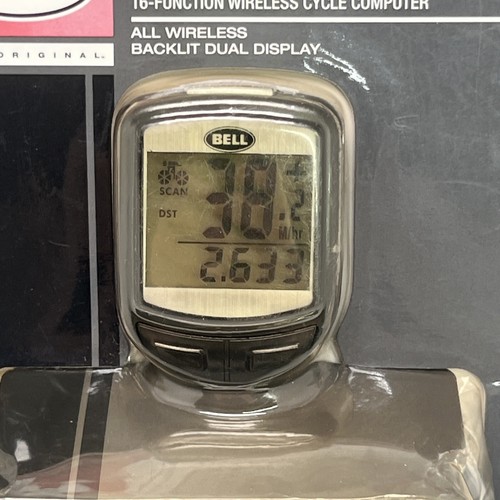 16-FUNCTION WIRELESS CYCLE COMPUTER
ALL WIRELESS
BACKLIT DUAL DISPLAY
ORIGINAL.
BELL
SCAN
DST
38.2
M/hr
2.633